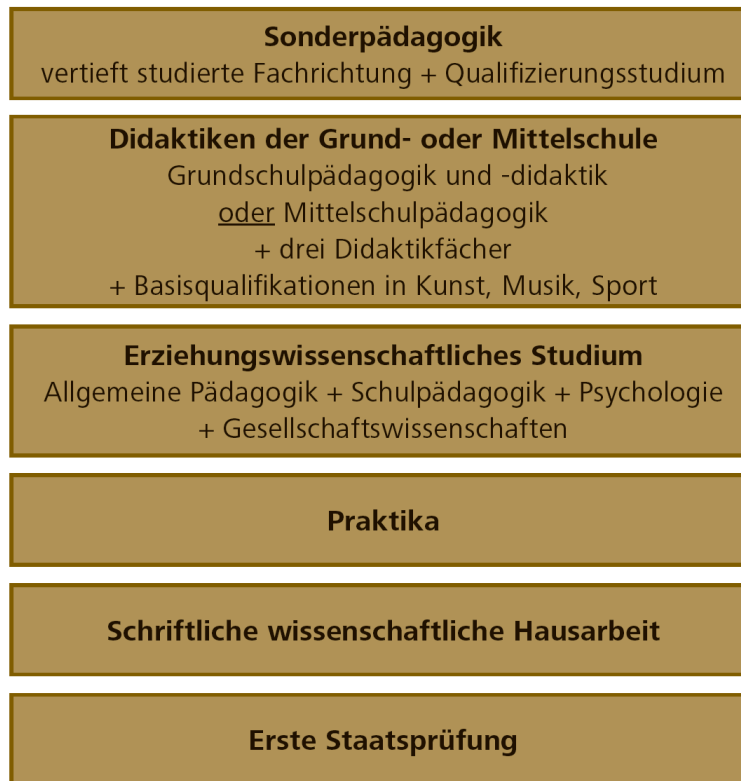 Sonderpädagogik
vertieft studierte Fachrichtung + Qualifizierungsstudium
Didaktiken der Grund- oder Mittelschule
Grundschulpädagogik und -didaktik
oder Mittelschulpädagogik
+ drei Didaktikfächer
+ Basisqualifikationen in Kunst, Musik, Sport
Erziehungswissenschaftliches Studium
Allgemeine Pädagogik + Schulpädagogik + Psychologie
+ Gesellschaftswissenschaften
Praktika
Schriftliche wissenschaftliche Hausarbeit
Erste Staatsprüfung